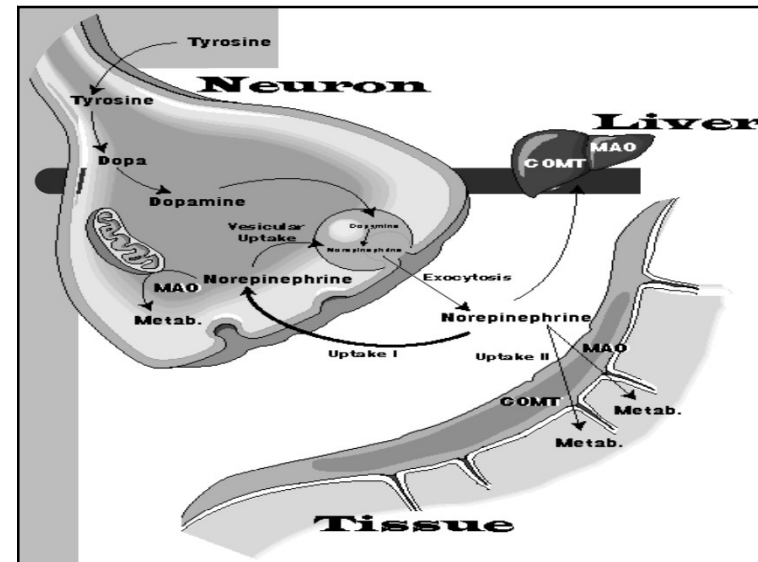 Tyrosine
Neuron
Tyrosine
Liver
MAO
COMT
Dopa
Dopamine
Vesicular
Uptake
Dopamine
Norepinephrine
Exocytosis
MAO
Norepinephrine
Metab.
Norepinephrine
Uptake I
Uptake II
MAO
COMT
Metab.
Metab.
Tissue